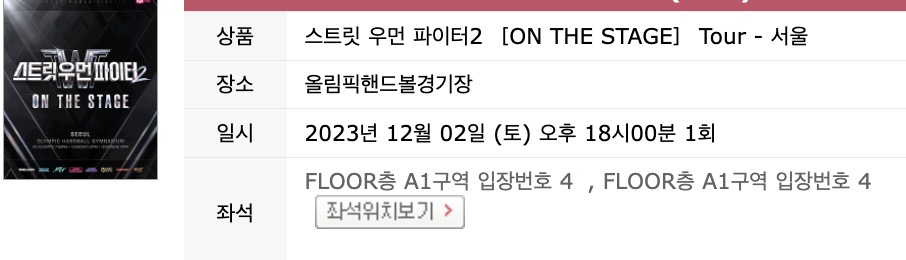 스트릿 우먼 파이터2
ON THE STAGE
SEOUL
OLYMPIC HANDBALL GYMNASIUM
상품 스트릿 우먼 파이터2 [ON THE STAGE] Tour - 서울
장소 올림픽핸드볼경기장
일시 2023년 12월 02일 (토) 오후 18시00분 1회
좌석 FLOOR층 A1구역 입장번호 4 , FLOOR층 A1구역 입장번호 4
좌석위치보기 >